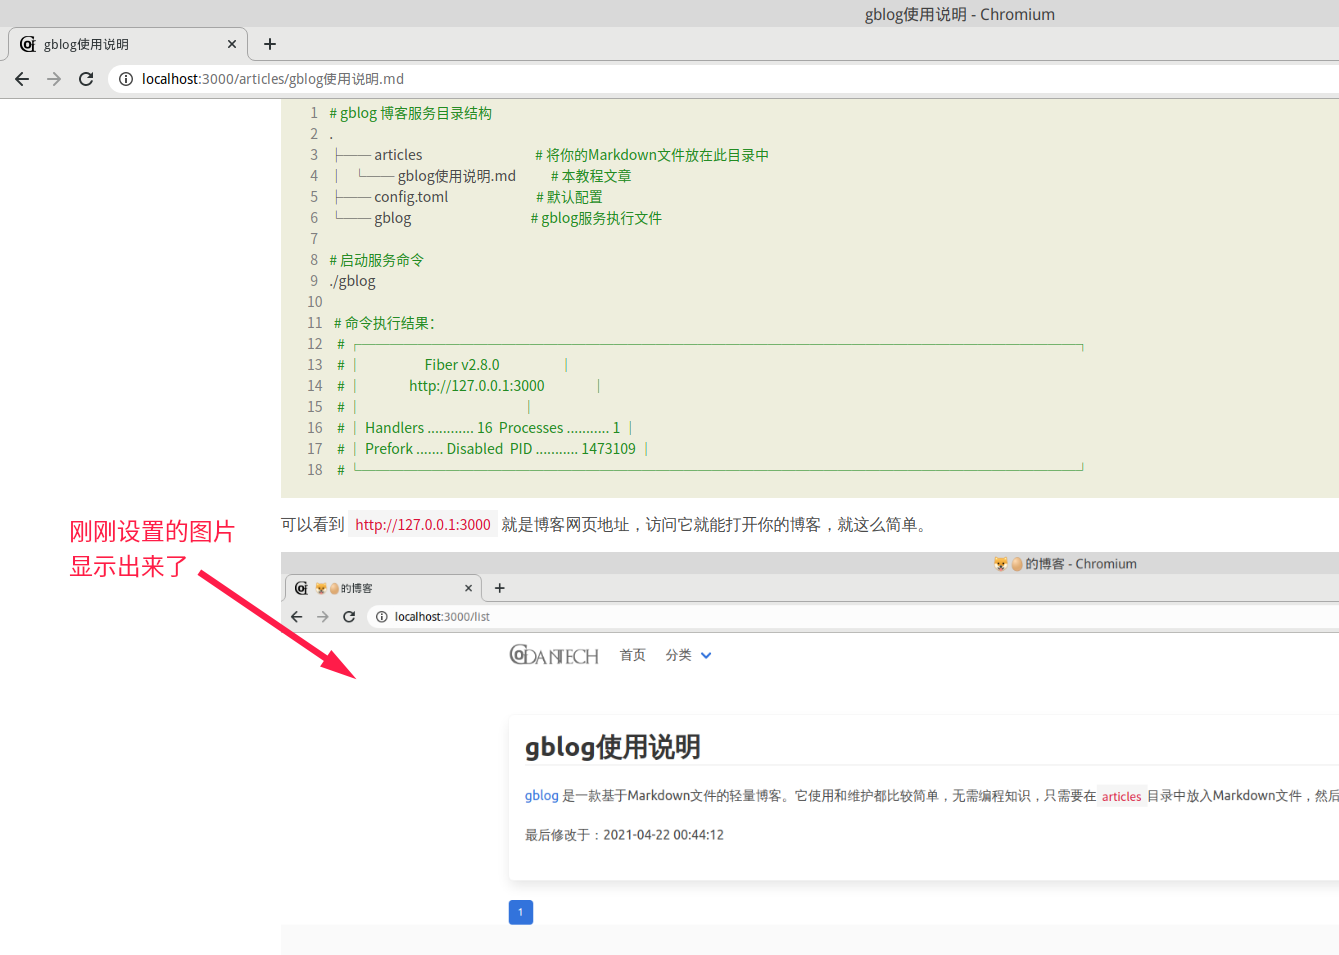 gblog使用说明 - Chromium
gblog使用说明
localhost:3000/articles/gblog使用说明.md
1 # gblog 博客服务目录结构
2 .
3 ├── articles # 将你的Markdown文件放在此目录中
4 │ └── gblog使用说明.md # 本教程文章
5 ├── config.toml # 默认配置
6 └── gblog # gblog服务执行文件
7
8 # 启动服务命令
9 ./gblog
10
11 # 命令执行结果：
12 # ┌───────────────────────────────────────────────────┐
13 # │ Fiber v2.8.0 │
14 # │ http://127.0.0.1:3000 │
15 # │ │
16 # │ Handlers ............ 16 Processes ........... 1 │
17 # │ Prefork ....... Disabled PID ........... 1473109 │
18 # └───────────────────────────────────────────────────┘
可以看到 http://127.0.0.1:3000 就是博客网页地址，访问它就能打开你的博客，就这么简单。
刚刚设置的图片
显示出来了
🐯🥚的博客 - Chromium
🐯🥚的博客
localhost:3000/list
CODANTECH 首页 分类
gblog使用说明
gblog 是一款基于Markdown文件的轻量博客。它使用和维护都比较简单，无需编程知识，只需要在 articles 目录中放入Markdown文件，然后
最后修改于：2021-04-22 00:44:12
1